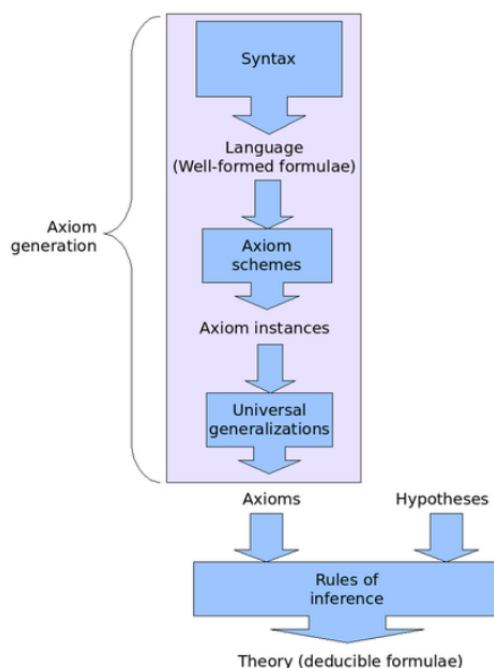 Syntax
Language
(Well-formed formulae)
Axiom
generation
Axiom
schemes
Axiom instances
Universal
generalizations
Axioms
Hypotheses
Rules of
inference
Theory (deducible formulae)